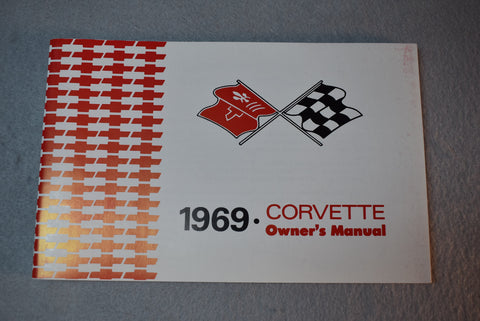 1969 • CORVETTE
Owner's Manual